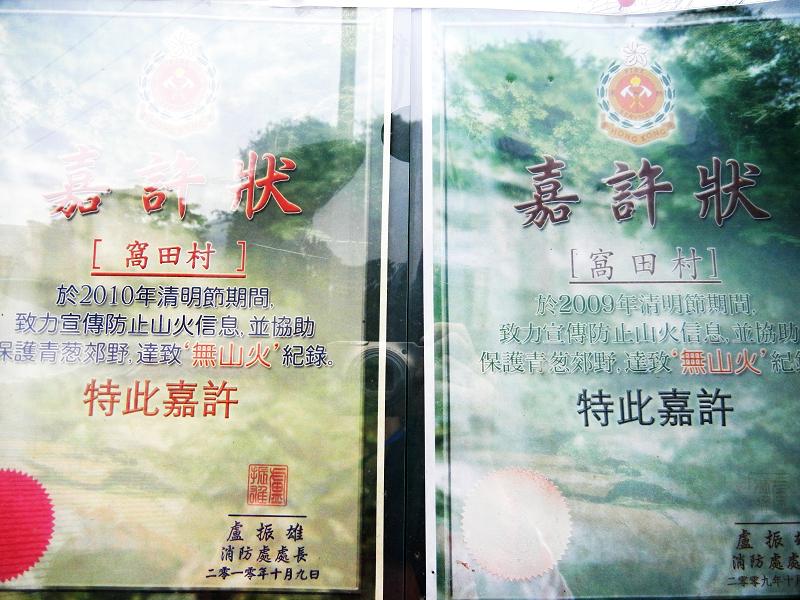 嘉許狀
[ 窩田村 ]
於2010年清明節期間,
致力宣傳防止山火信息,並協助
保護青葱郊野,達致‘無山火’紀錄。
特此嘉許
盧振雄
盧振雄
消防處處長
二零一零年十月九日
HONG KONG
嘉許狀
[ 窩田村 ]
於2009年清明節期間,
致力宣傳防止山火信息,並協助
保護青葱郊野,達致‘無山火’紀
特此嘉許
盧振雄
消防處處
二零零九年十月